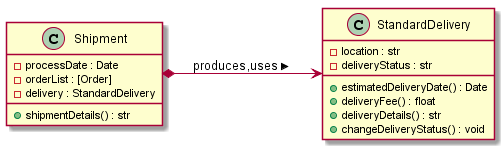 C Shipment
processDate : Date
orderList : [Order]
delivery : StandardDelivery
shipmentDetails() : str
produces,uses
C StandardDelivery
location : str
deliveryStatus : str
estimatedDeliveryDate() : Date
deliveryFee() : float
deliveryDetails() : str
changeDeliveryStatus() : void